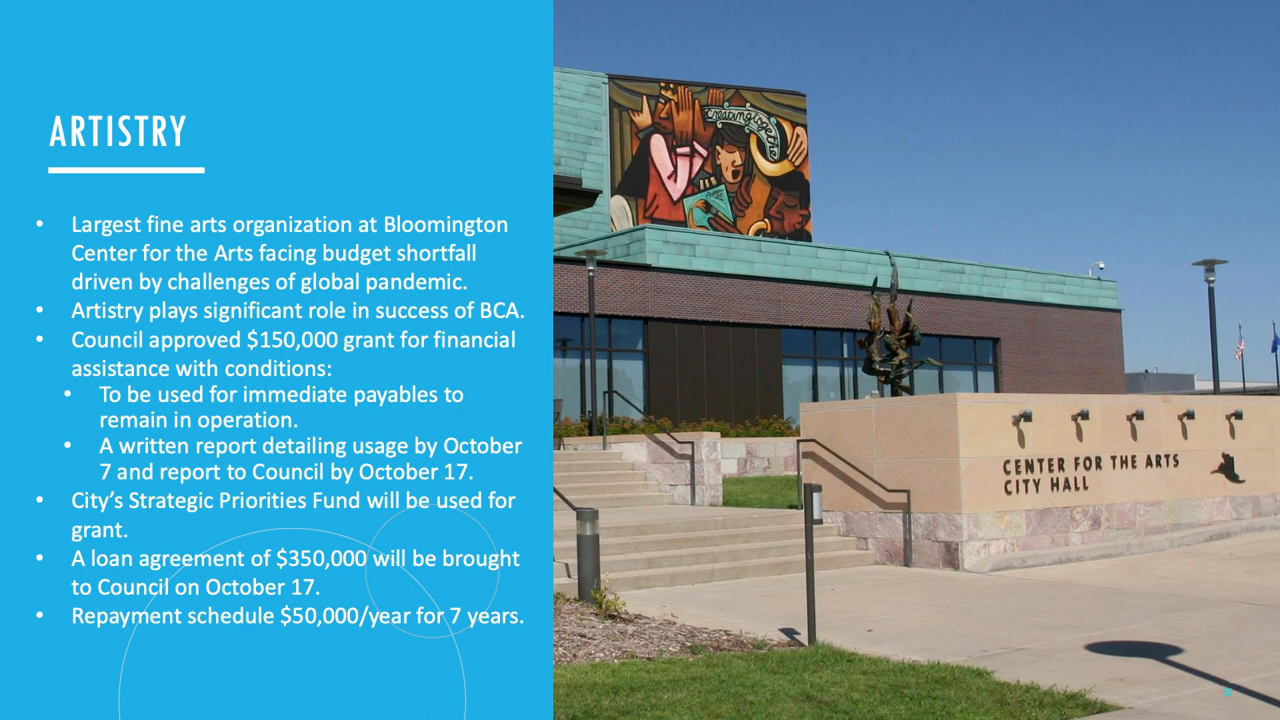 ARTISTRY
• Largest fine arts organization at Bloomington
Center for the Arts facing budget shortfall
driven by challenges of global pandemic.
• Artistry plays significant role in success of BCA.
• Council approved $150,000 grant for financial
assistance with conditions:
• To be used for immediate payables to
remain in operation.
• A written report detailing usage by October
7 and report to Council by October 17.
• City’s Strategic Priorities Fund will be used for
grant.
• A loan agreement of $350,000 will be brought
to Council on October 17.
• Repayment schedule $50,000/year for 7 years.
Creating together
CENTER FOR THE ARTS
CITY HALL